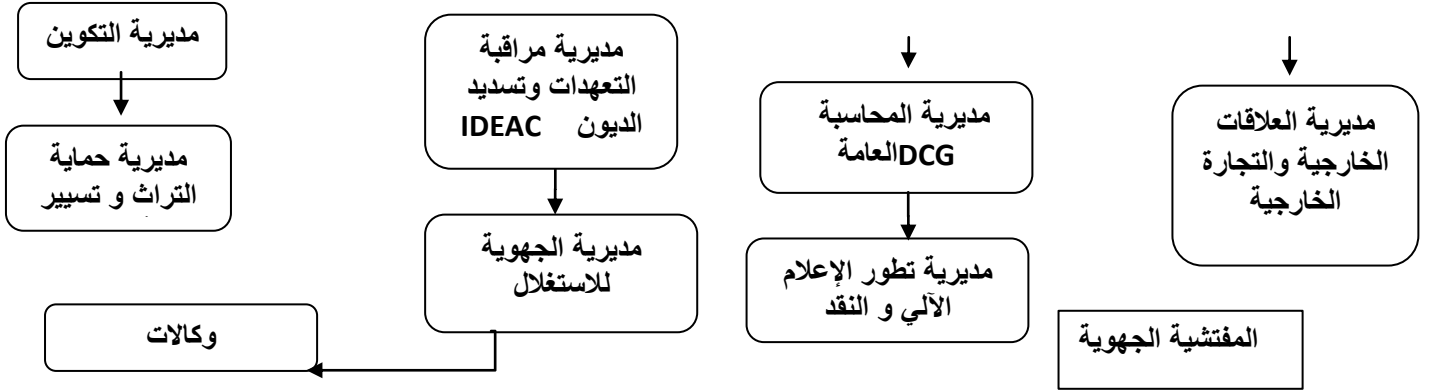 مديرية العلاقات
الخارجية والتجارة
الخارجية
مديرية المحاسبة
العامةDCG
مديرية تطور الإعلام
الآلي و النقد
المفتشية الجهوية
مديرية مراقبة
التعهدات وتسديد
الديون IDEAC
مديرية الجهوية
للاستغلال
وكالات
مديرية التكوين
مديرية حماية
التراث و تسيير